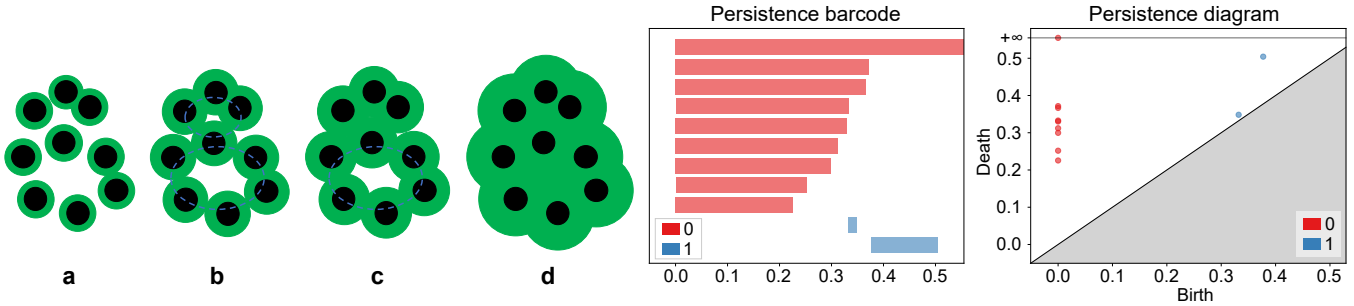 a
b
c
d
Persistence barcode
0
1
0.0 0.1 0.2 0.3 0.4 0.5
Persistence diagram
Death
+∞
0.5
0.4
0.3
0.2
0.1
0.0
0
1
0.0 0.1 0.2 0.3 0.4 0.5
Birth